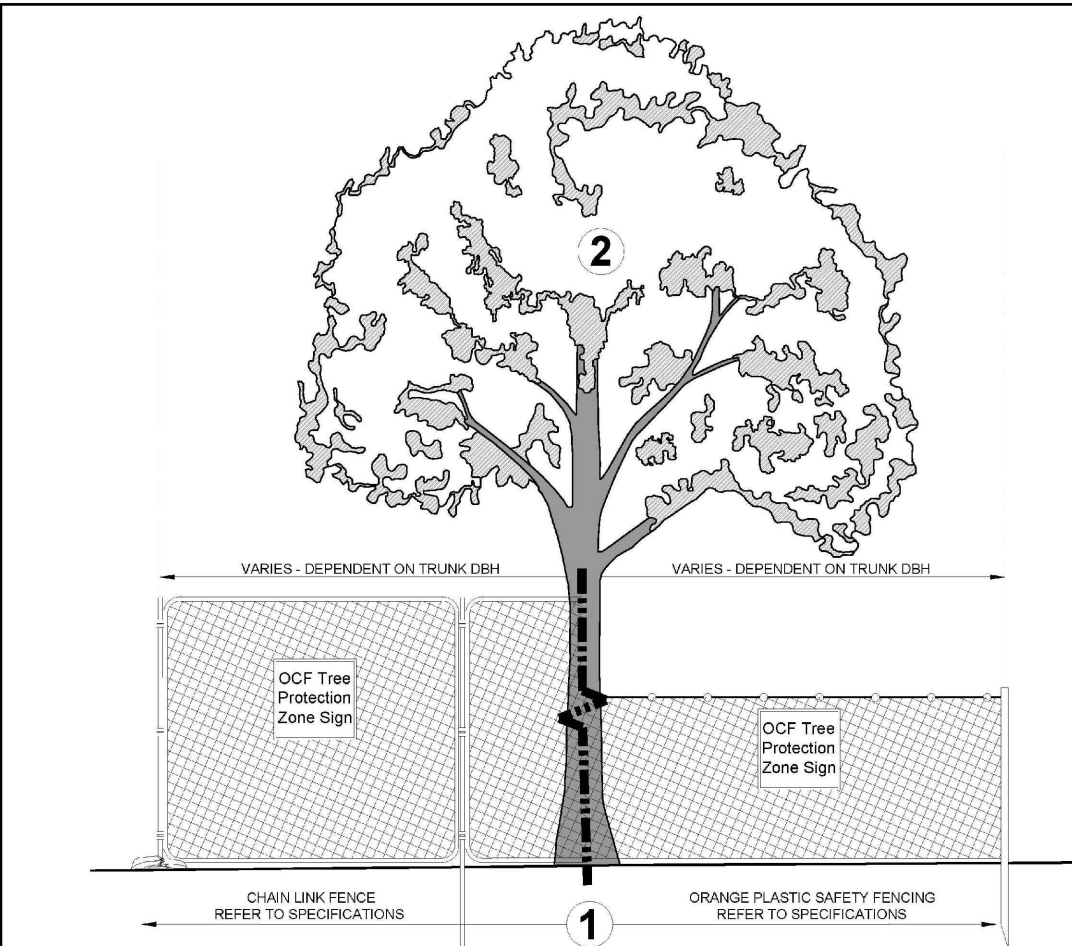 2
VARIES - DEPENDENT ON TRUNK DBH
VARIES - DEPENDENT ON TRUNK DBH
OCF Tree
Protection
Zone Sign
OCF Tree
Protection
Zone Sign
CHAIN LINK FENCE
REFER TO SPECIFICATIONS
1
ORANGE PLASTIC SAFETY FENCING
REFER TO SPECIFICATIONS